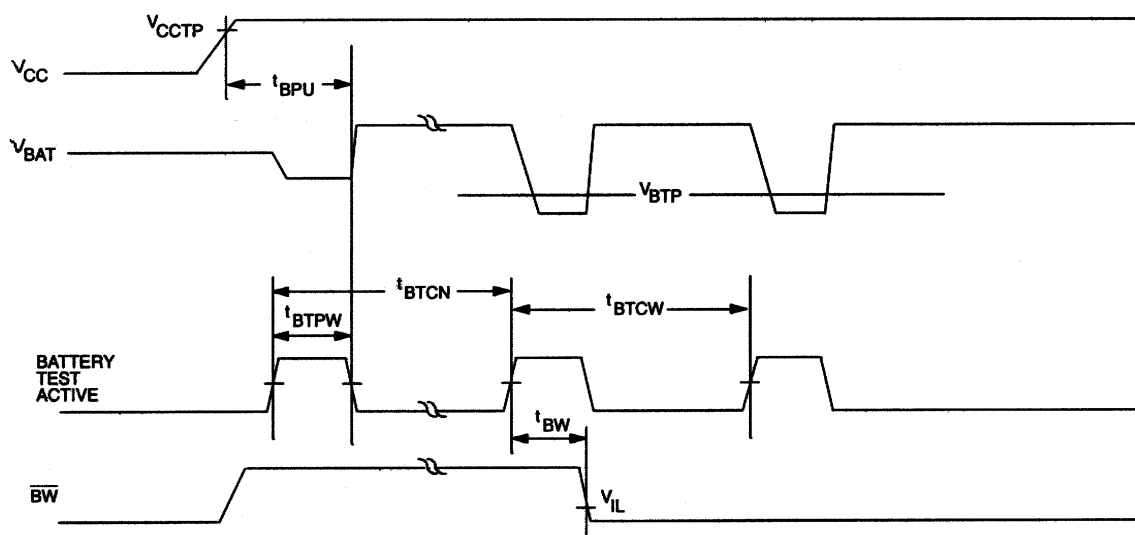 VCCTP
VCC
tBPU
VBAT
VBTP
tBTCN
tBTCW
tBTPW
BATTERY
TEST
ACTIVE
tBW
BW
VIL